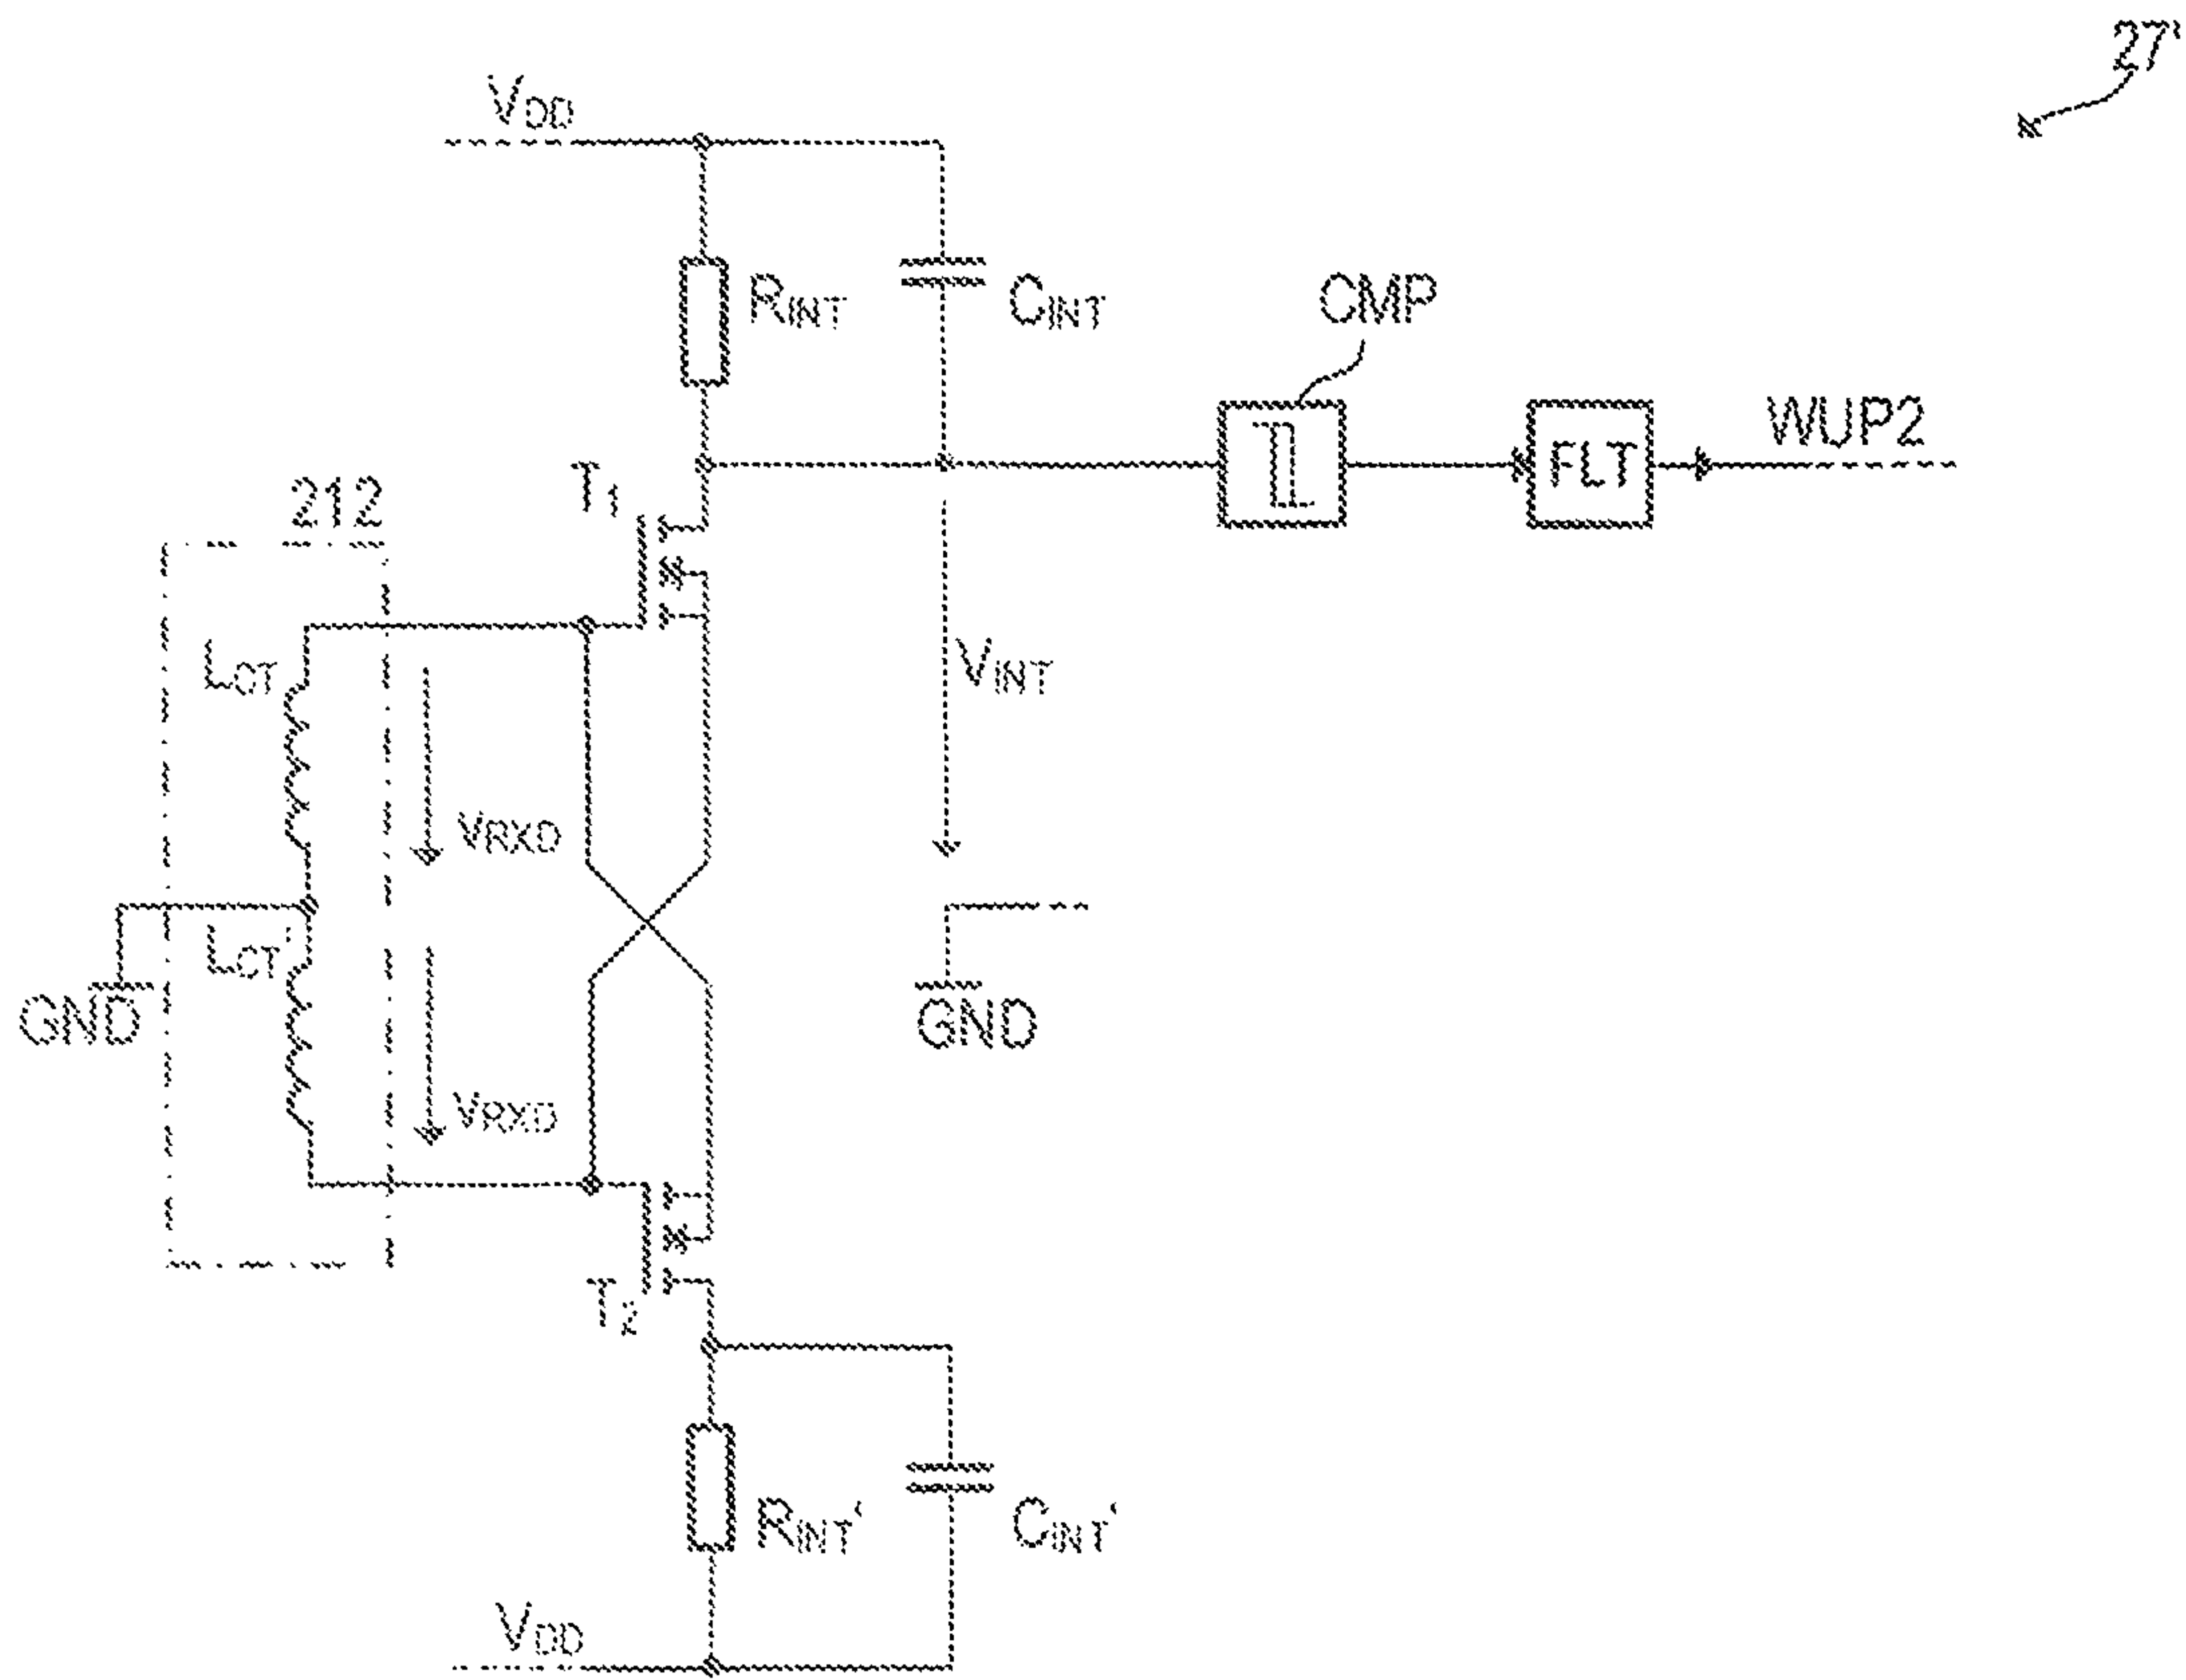 27'
VDD
RINT
CINT
CMP
FLT
WUP2
T1
212
LCT
VRXD
VINT
LCT'
GND
GND
VRXD
T2
RINT'
CINT'
VDD